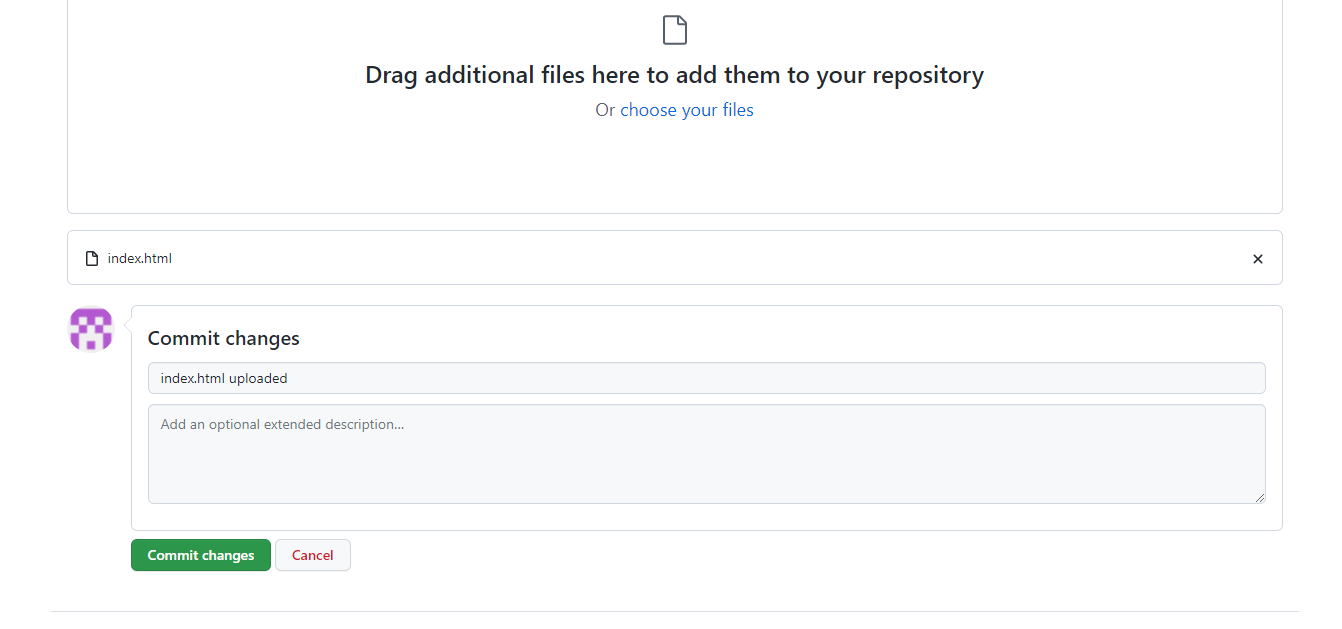 Drag additional files here to add them to your repository
Or choose your files
index.html
Commit changes
index.html uploaded
Add an optional extended description...
Commit changes
Cancel